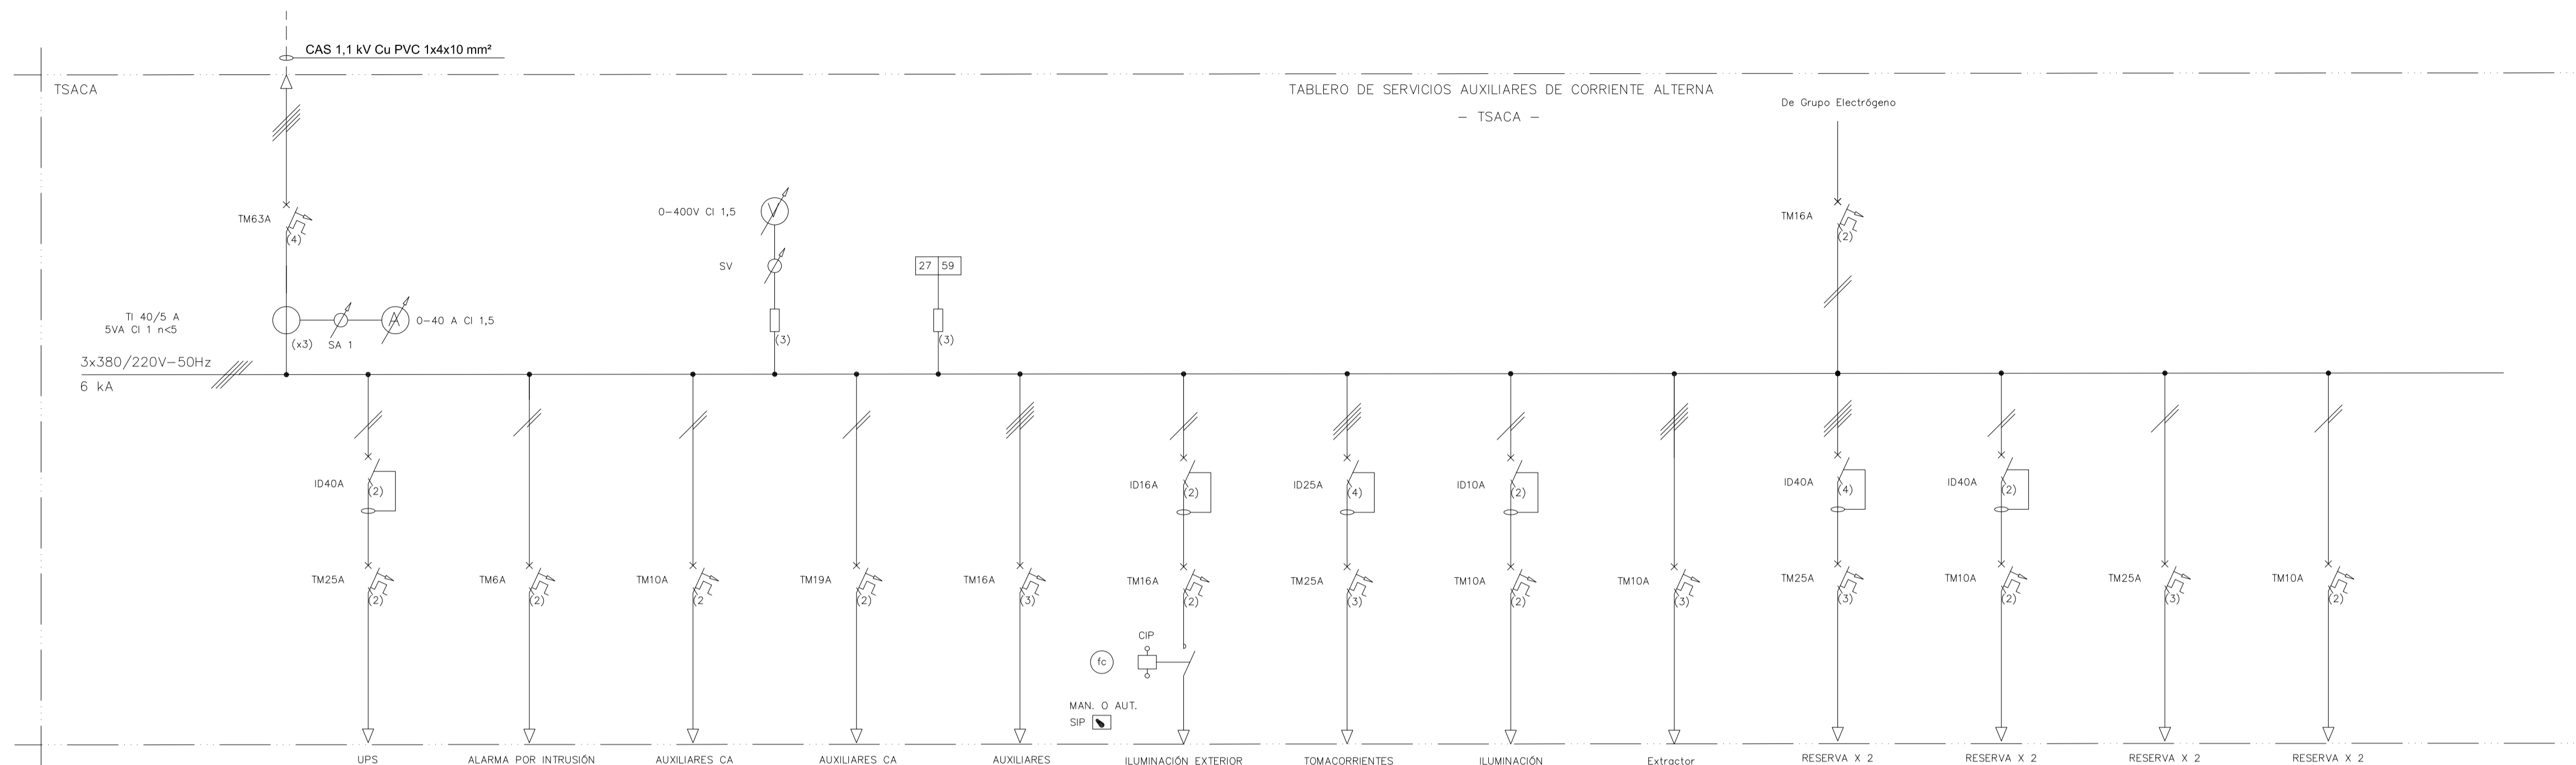 CAS 1,1 kV Cu PVC 1x4x10 mm²
TSACA
TABLERO DE SERVICIOS AUXILIARES DE CORRIENTE ALTERNA
- TSACA -
De Grupo Electrógeno
TM63A
(4)
0-400V Cl 1,5
V
TM16A
(2)
SV
27 59
TI 40/5 A
5VA Cl 1 n<5
A
0-40 A Cl 1,5
(x3)
SA 1
(3)
(3)
3x380/220V-50Hz
6 kA
ID40A
(2)
ID16A
(2)
ID25A
(4)
ID10A
(2)
ID40A
(4)
ID40A
(2)
TM25A
(2)
TM6A
(2)
TM10A
(2
TM19A
(2)
TM16A
(3)
TM16A
(2)
TM25A
(3)
TM10A
(2)
TM10A
(3)
TM25A
(3)
TM10A
(2)
TM25A
(3)
TM10A
(2)
CIP
fc
MAN. O AUT.
SIP
UPS
ALARMA POR INTRUSIÓN
AUXILIARES CA
AUXILIARES CA
AUXILIARES
ILUMINACIÓN EXTERIOR
TOMACORRIENTES
ILUMINACIÓN
Extractor
RESERVA X 2
RESERVA X 2
RESERVA X 2
RESERVA X 2